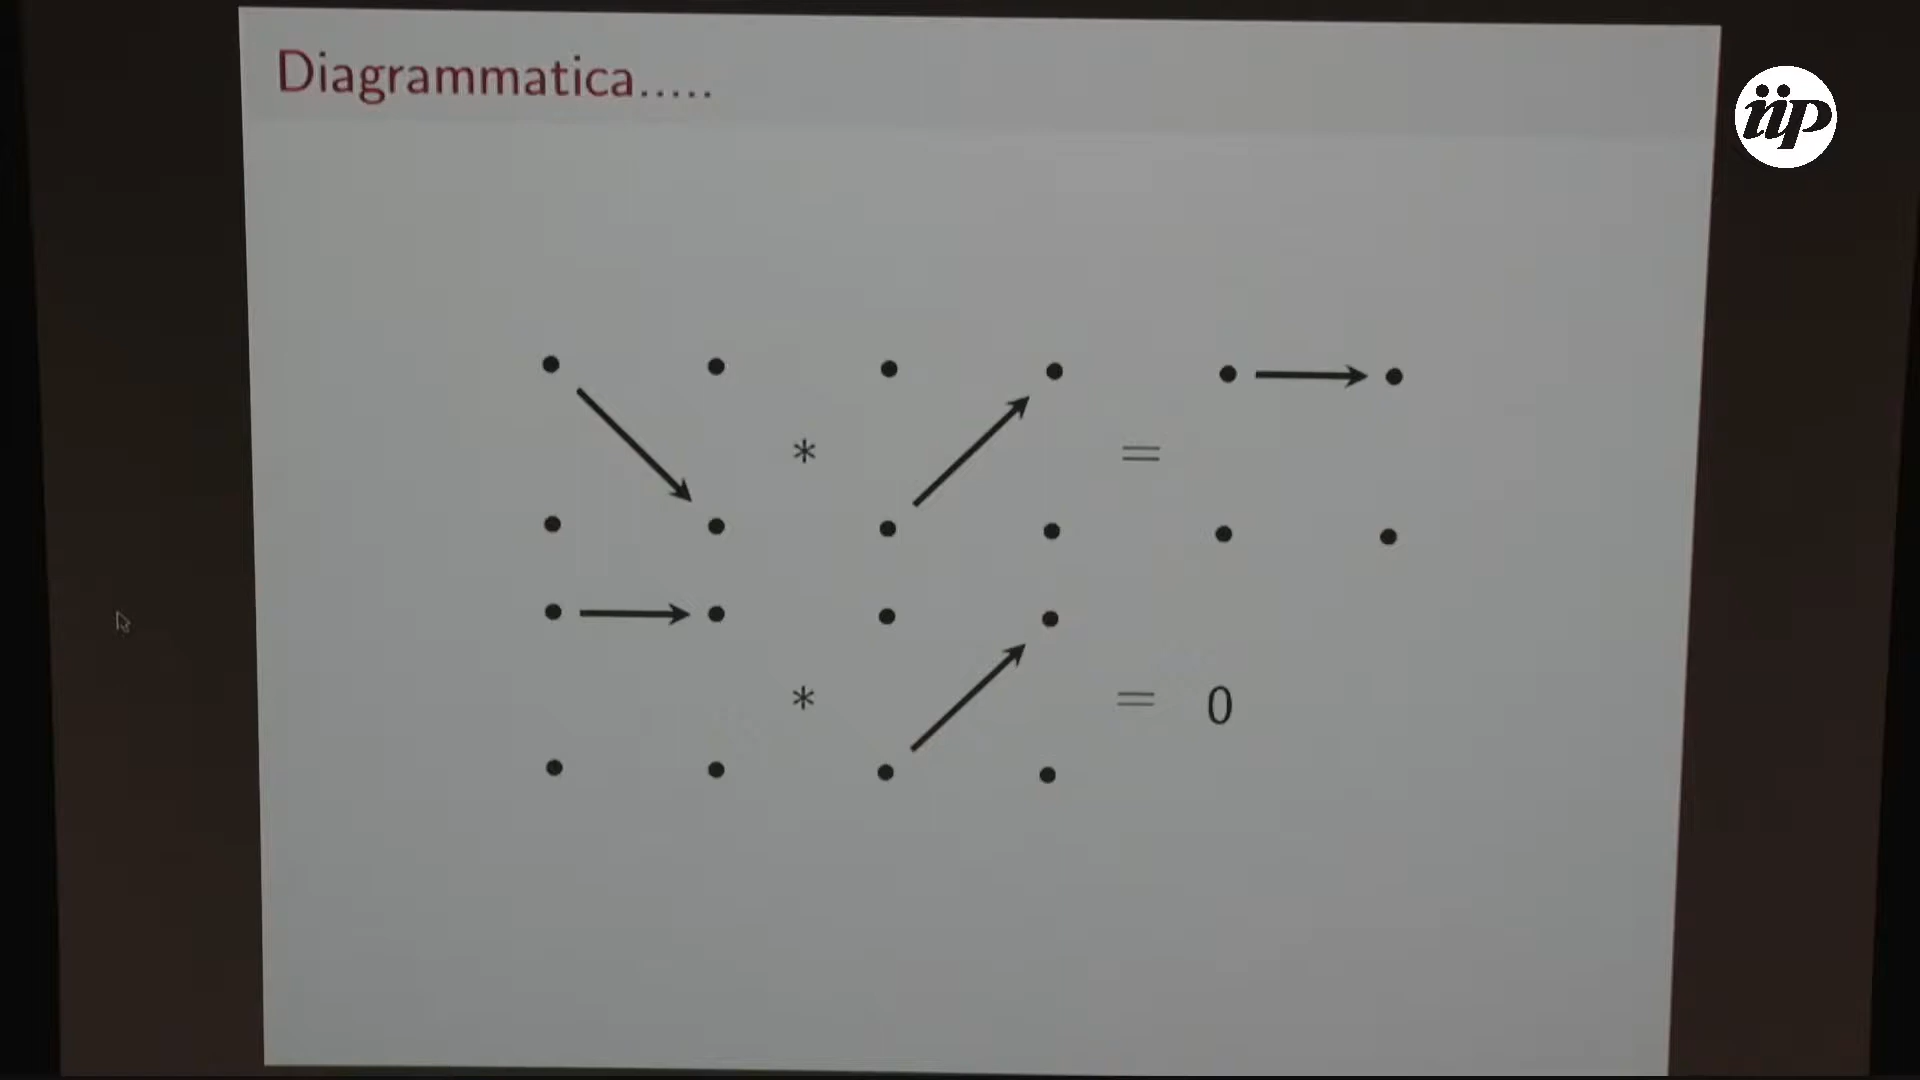 Diagrammatica.....
iip
* =
* = 0